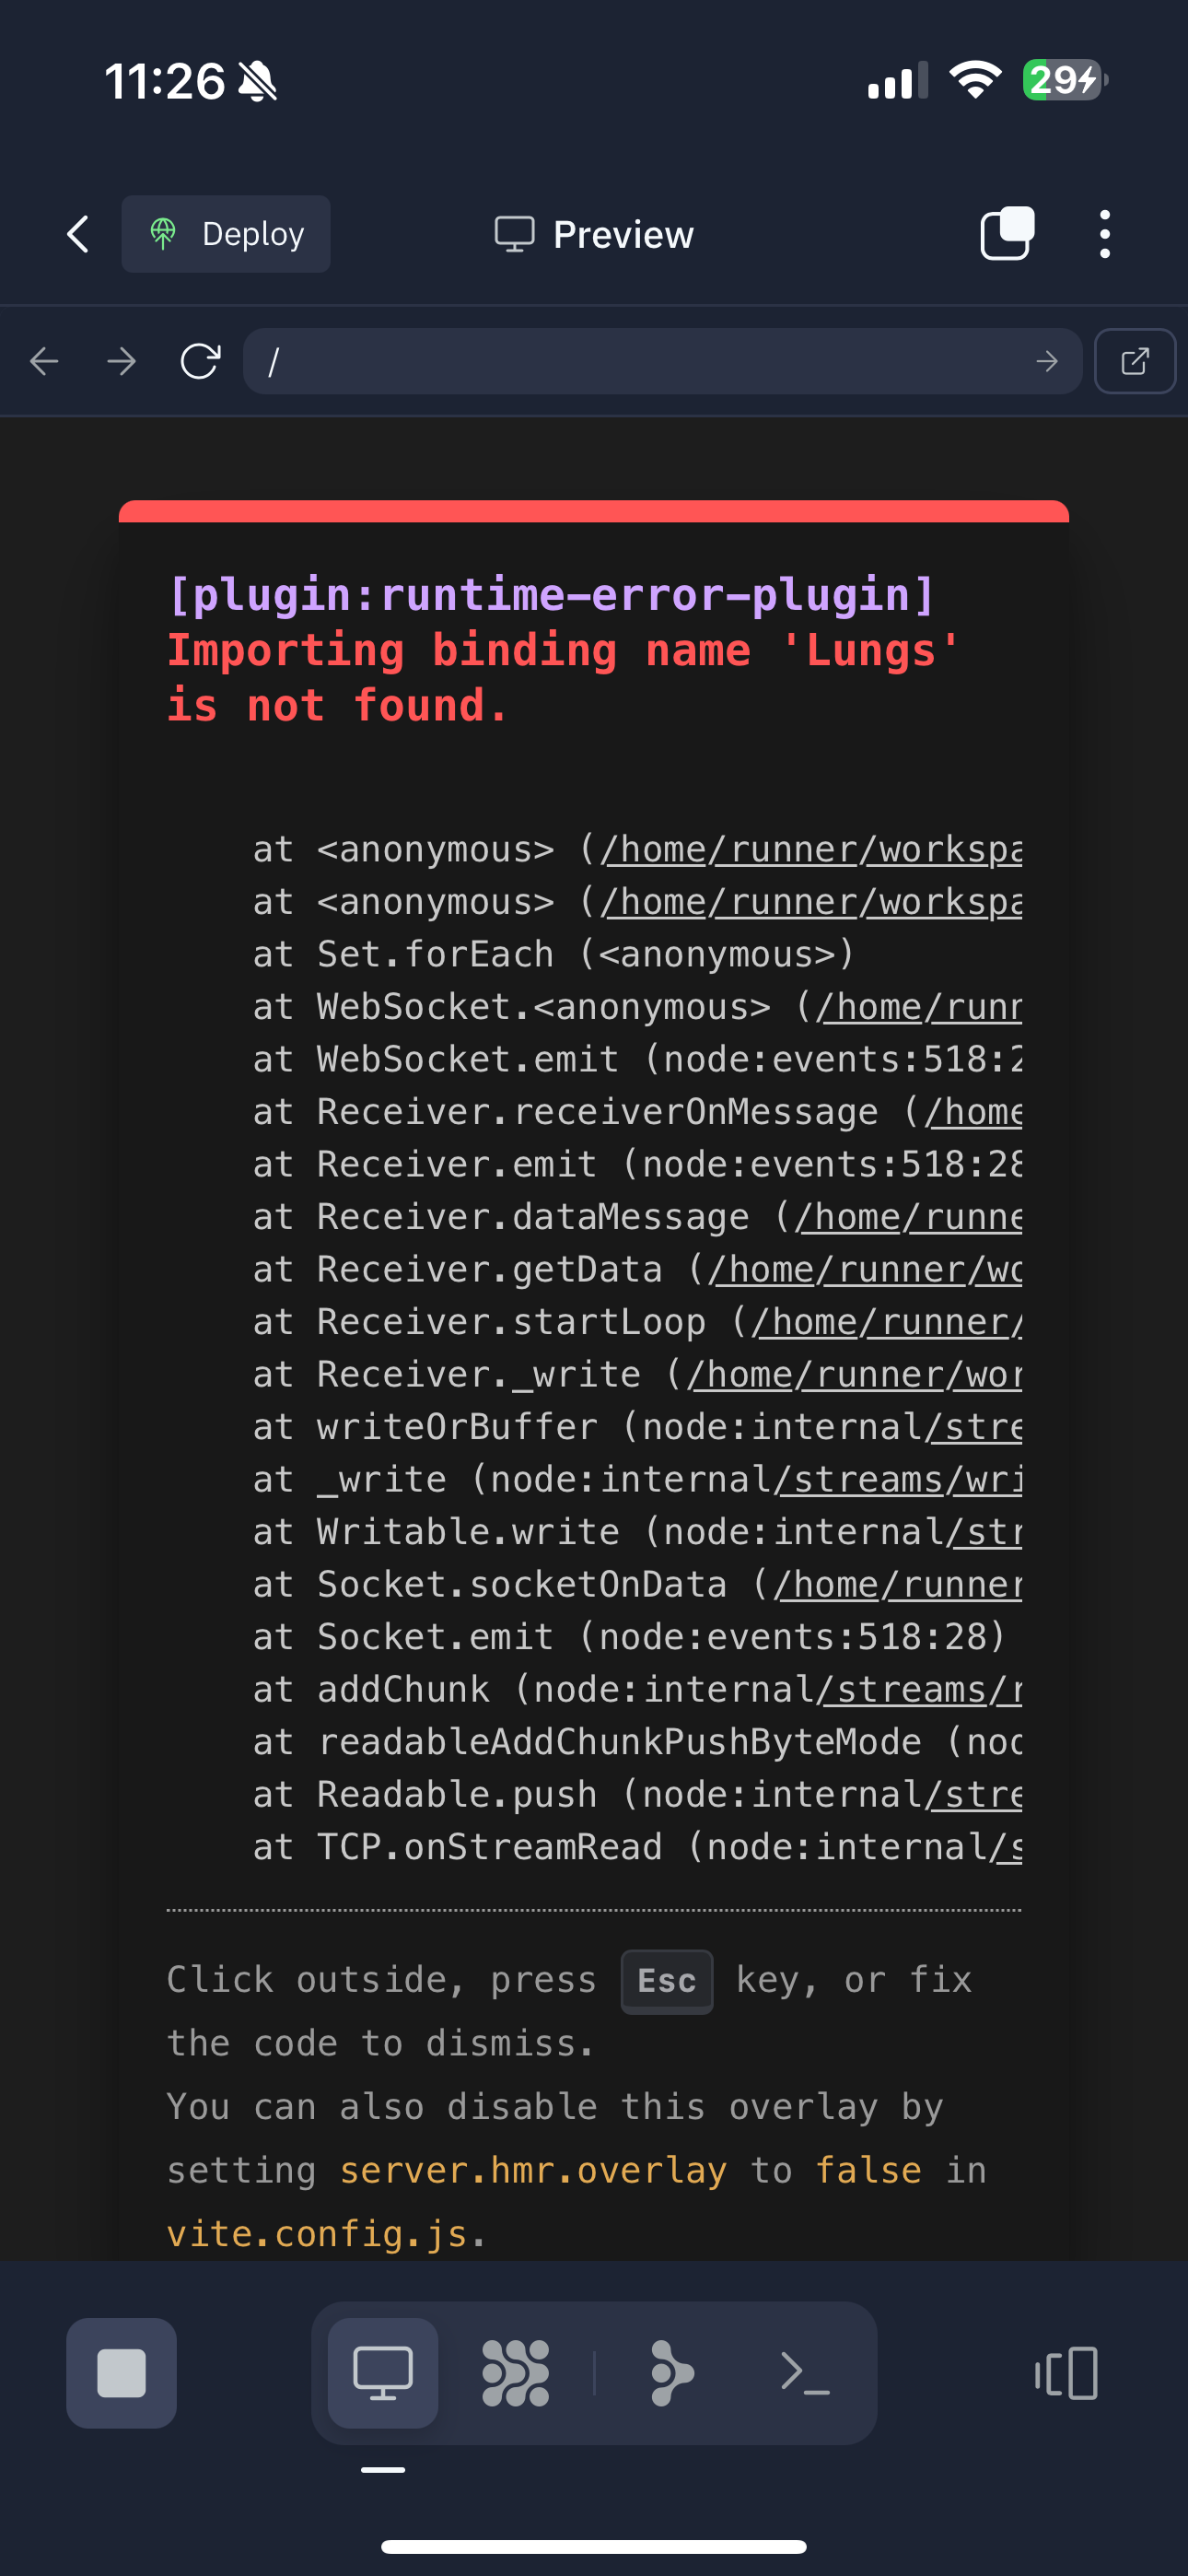 11:26
29
Deploy
Preview
/
[plugin:runtime-error-plugin]
Importing binding name 'Lungs'
is not found.
at <anonymous> (/home/runner/workspa
at <anonymous> (/home/runner/workspa
at Set.forEach (<anonymous>)
at WebSocket.<anonymous> (/home/runn
at WebSocket.emit (node:events:518:2
at Receiver.receiverOnMessage (/home
at Receiver.emit (node:events:518:28
at Receiver.dataMessage (/home/runne
at Receiver.getData (/home/runner/wo
at Receiver.startLoop (/home/runner/
at Receiver._write (/home/runner/wor
at writeOrBuffer (node:internal/stre
at _write (node:internal/streams/wri
at Writable.write (node:internal/str
at Socket.socketOnData (/home/runner
at Socket.emit (node:events:518:28)
at addChunk (node:internal/streams/r
at readableAddChunkPushByteMode (nod
at Readable.push (node:internal/stre
at TCP.onStreamRead (node:internal/s
Click outside, press Esc key, or fix
the code to dismiss.
You can also disable this overlay by
setting server.hmr.overlay to false in
vite.config.js.